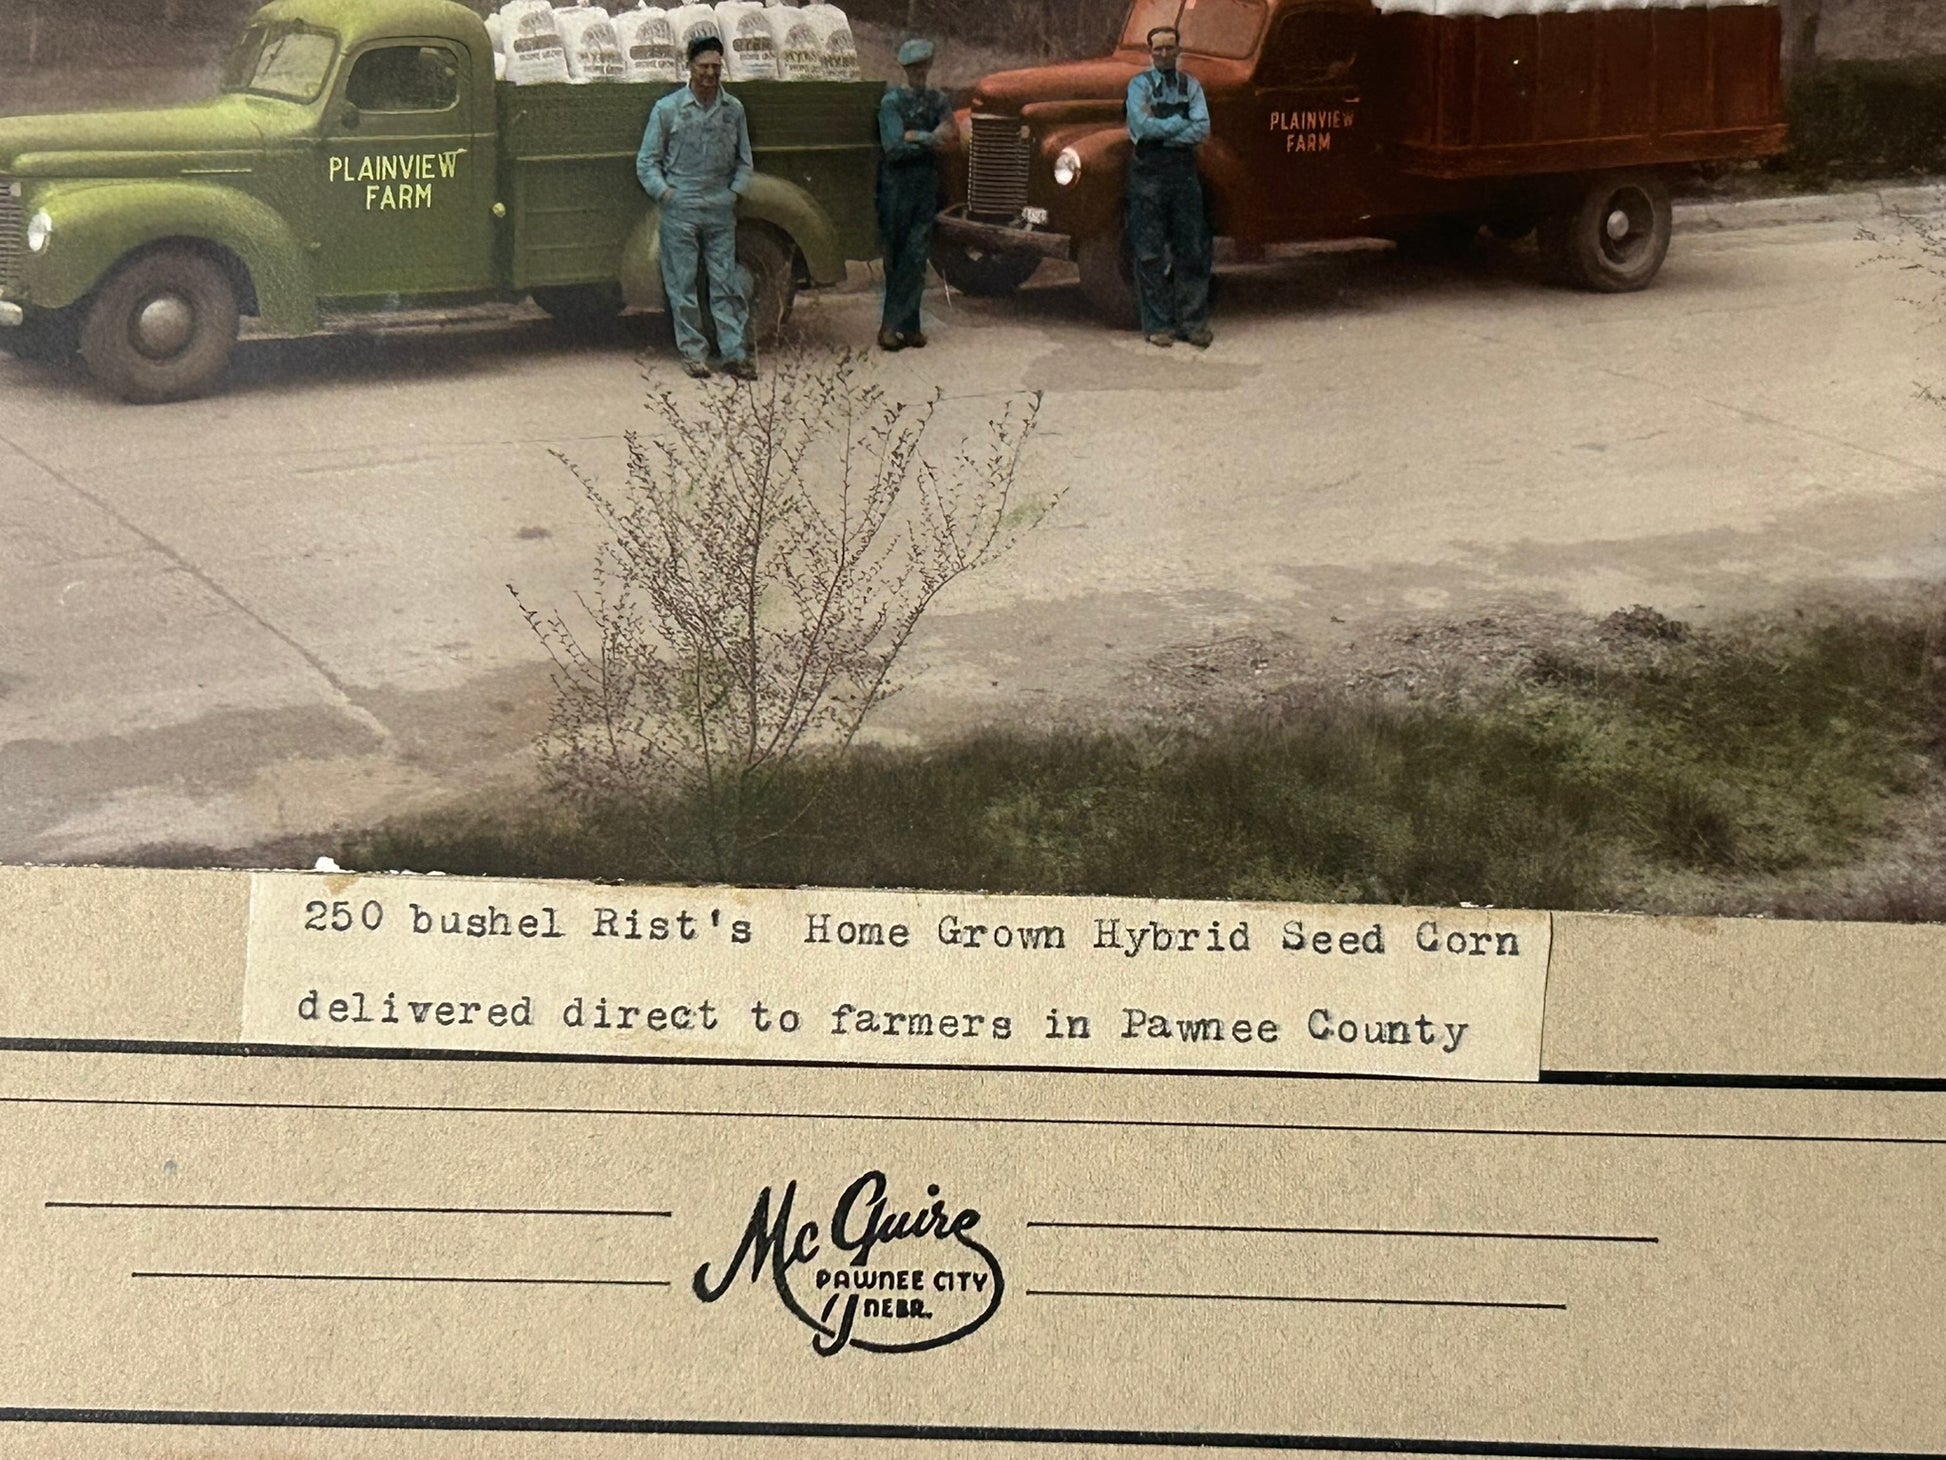 PLAINVIEW
FARM
PLAINVIEW
FARM
250 bushel Rist's Home Grown Hybrid Seed Corn
delivered direct to farmers in Pawnee County
McGuire
PAWNEE CITY
NEBR.